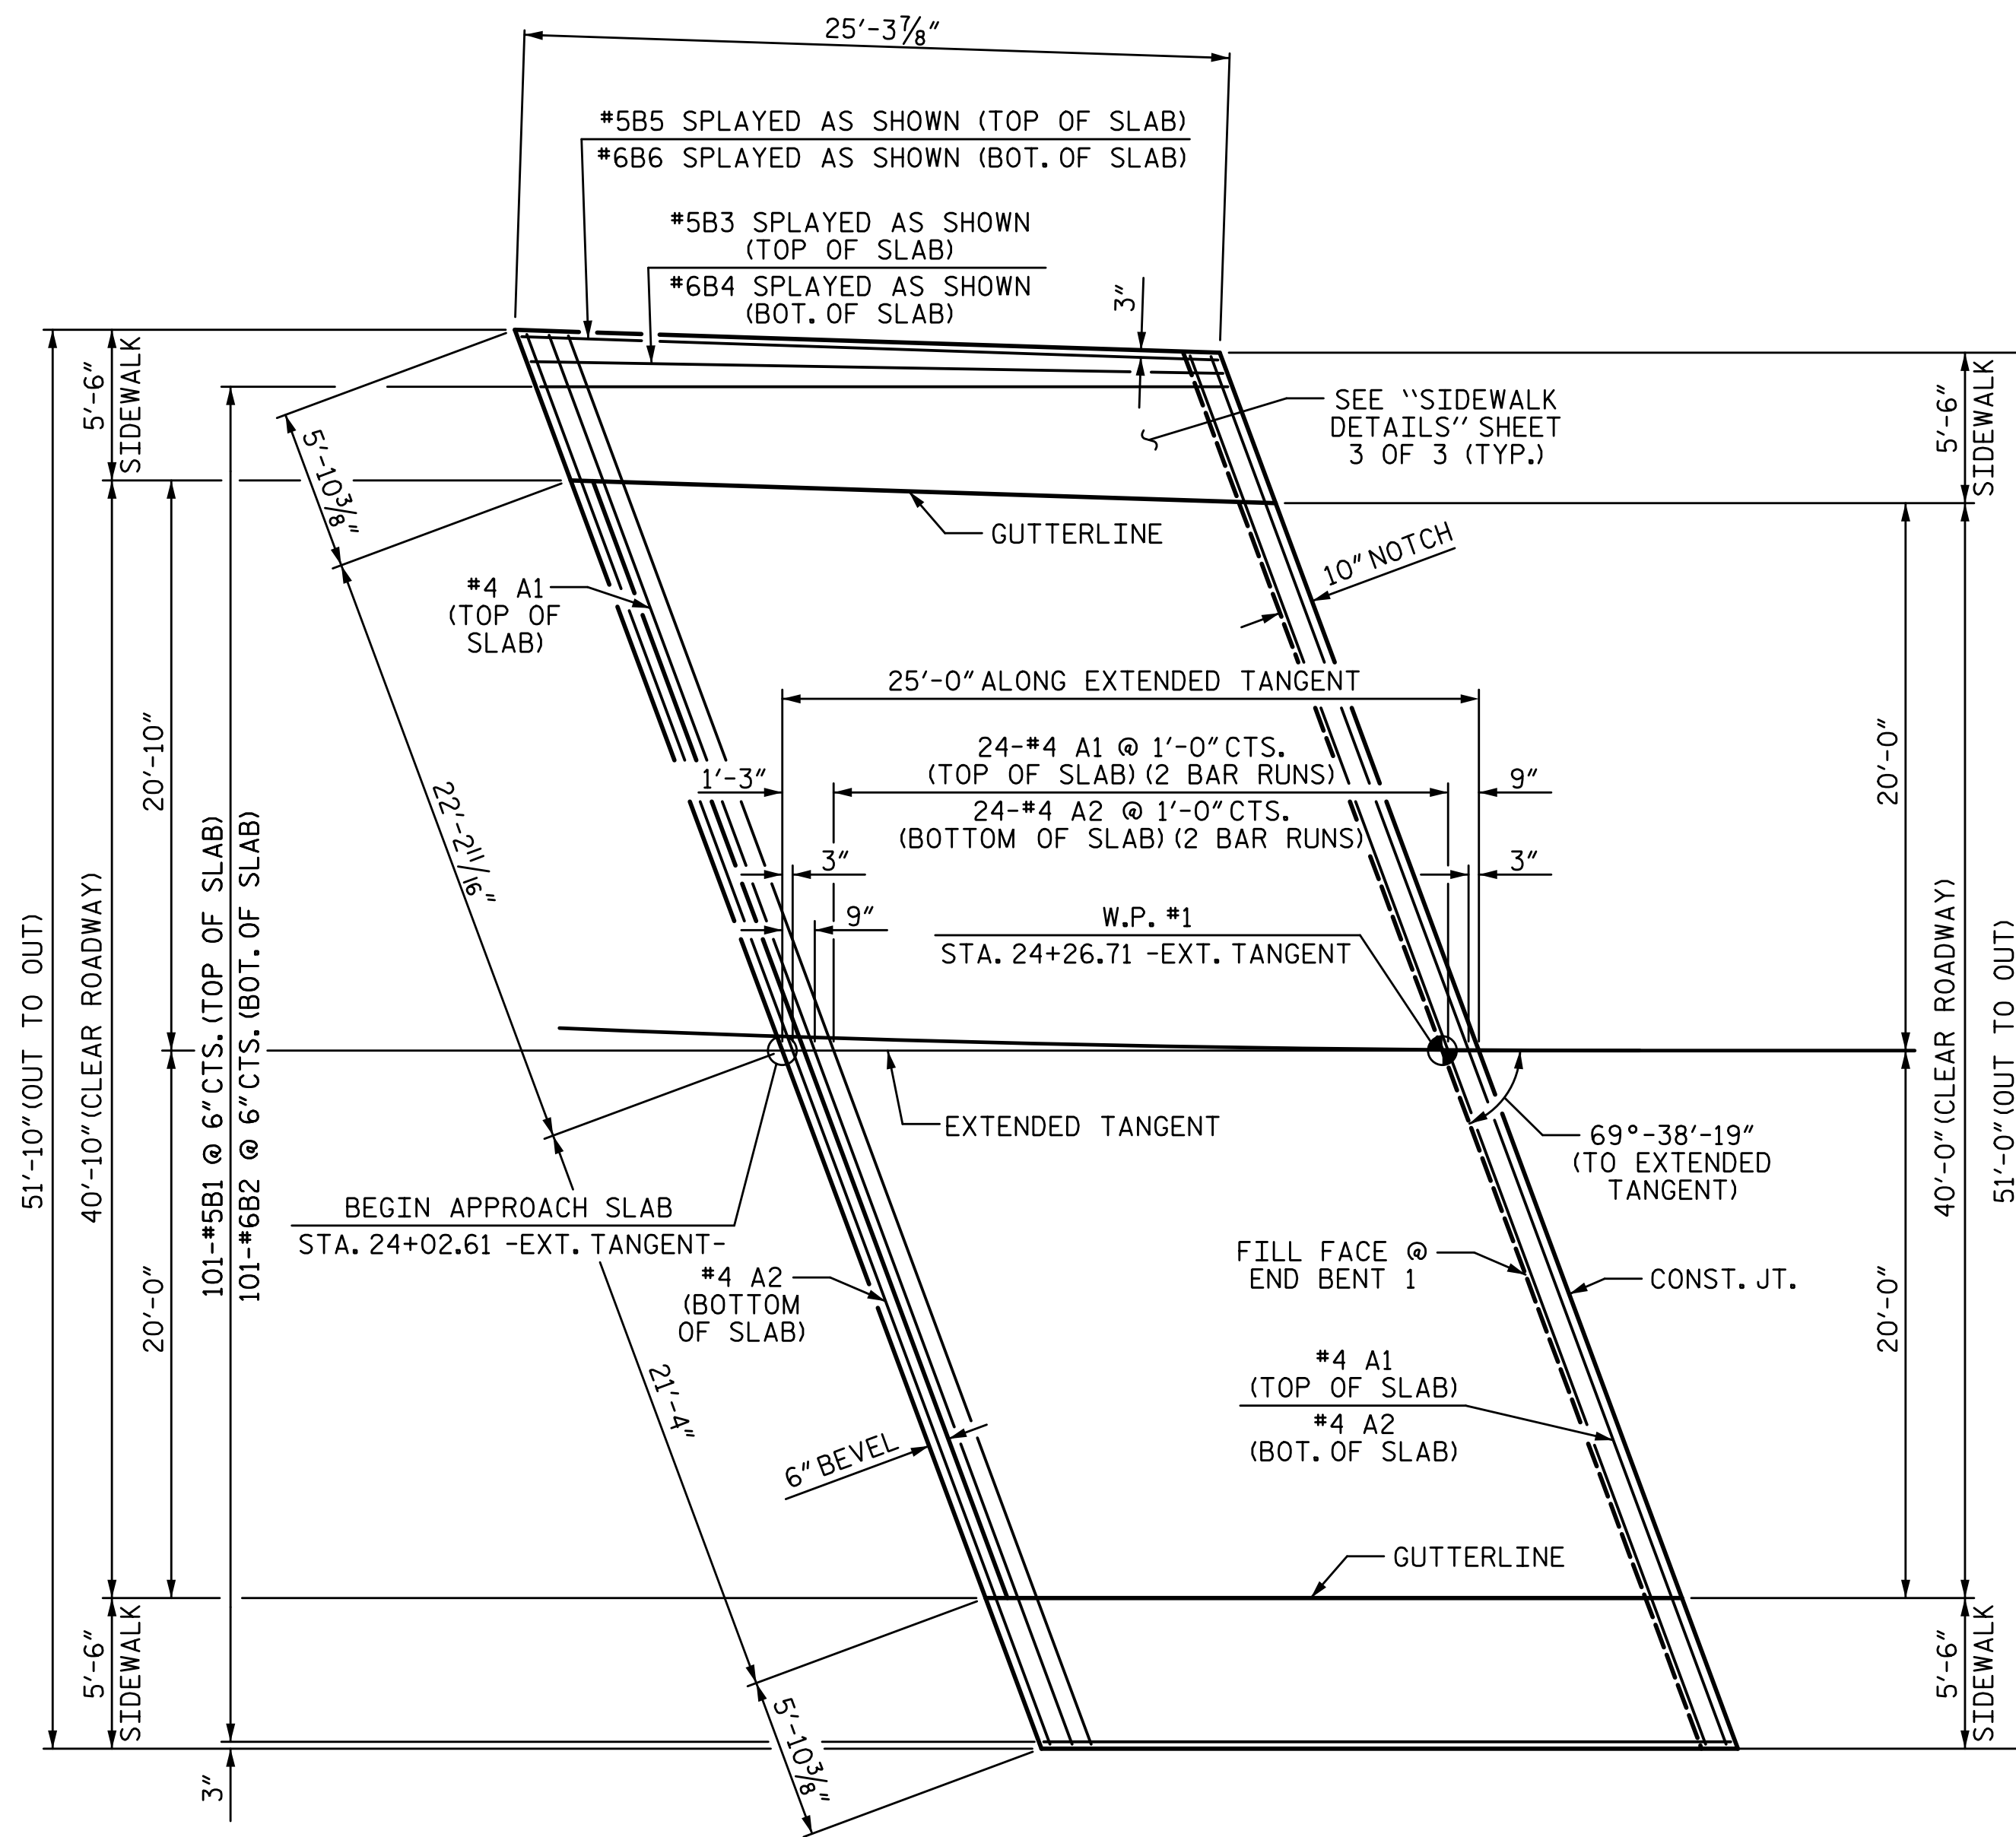 25′-3⅞″
#5B5 SPLAYED AS SHOWN (TOP OF SLAB)
#6B6 SPLAYED AS SHOWN (BOT. OF SLAB)
#5B3 SPLAYED AS SHOWN
(TOP OF SLAB)
#6B4 SPLAYED AS SHOWN
(BOT. OF SLAB)
3″
5′-6″
SIDEWALK
5′-10⅜″
SEE “SIDEWALK
DETAILS” SHEET
3 OF 3 (TYP.)
5′-6″
SIDEWALK
GUTTERLINE
10″ NOTCH
#4 A1
(TOP OF
SLAB)
25′-0″ ALONG EXTENDED TANGENT
24-#4 A1 @ 1′-0″ CTS.
(TOP OF SLAB) (2 BAR RUNS)
24-#4 A2 @ 1′-0″ CTS.
(BOTTOM OF SLAB) (2 BAR RUNS)
1′-3″
9″
3″
3″
9″
20′-10″
22′-2 11/16″
20′-0″
W.P. #1
STA. 24+26.71 -EXT. TANGENT
51′-10″ (OUT TO OUT)
40′-10″ (CLEAR ROADWAY)
101-#5B1 @ 6″ CTS. (TOP OF SLAB)
101-#6B2 @ 6″ CTS. (BOT. OF SLAB)
40′-0″ (CLEAR ROADWAY)
51′-0″ (OUT TO OUT)
EXTENDED TANGENT
69°-38′-19″
(TO EXTENDED
TANGENT)
BEGIN APPROACH SLAB
STA. 24+02.61 -EXT. TANGENT-
FILL FACE @
END BENT 1
CONST. JT.
#4 A2
(BOTTOM
OF SLAB)
20′-0″
20′-0″
21′-4″
#4 A1
(TOP OF SLAB)
#4 A2
(BOT. OF SLAB)
6″ BEVEL
GUTTERLINE
5′-6″
SIDEWALK
5′-6″
SIDEWALK
5′-10⅜″
3″